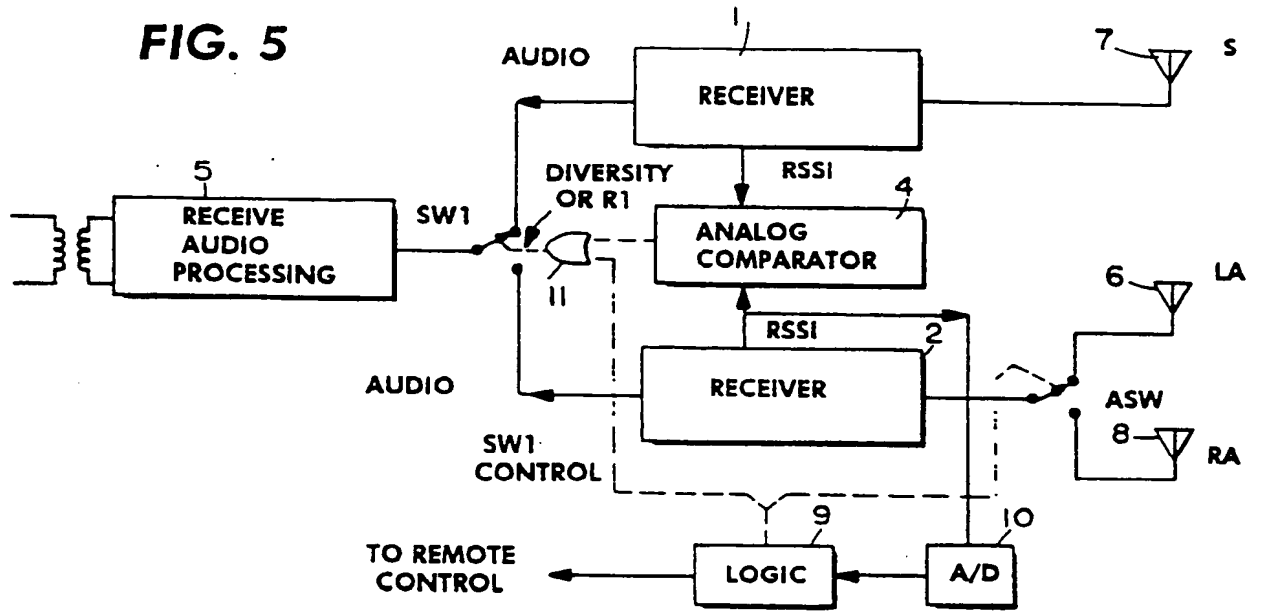 FIG. 5
1
7
S
AUDIO
RECEIVER
5
DIVERSITY
OR R1
RSSI
4
RECEIVE
AUDIO
PROCESSING
SW1
ANALOG
COMPARATOR
11
6
LA
RSSI
2
AUDIO
RECEIVER
ASW
8
RA
SW1
CONTROL
9
10
TO REMOTE
CONTROL
LOGIC
A/D